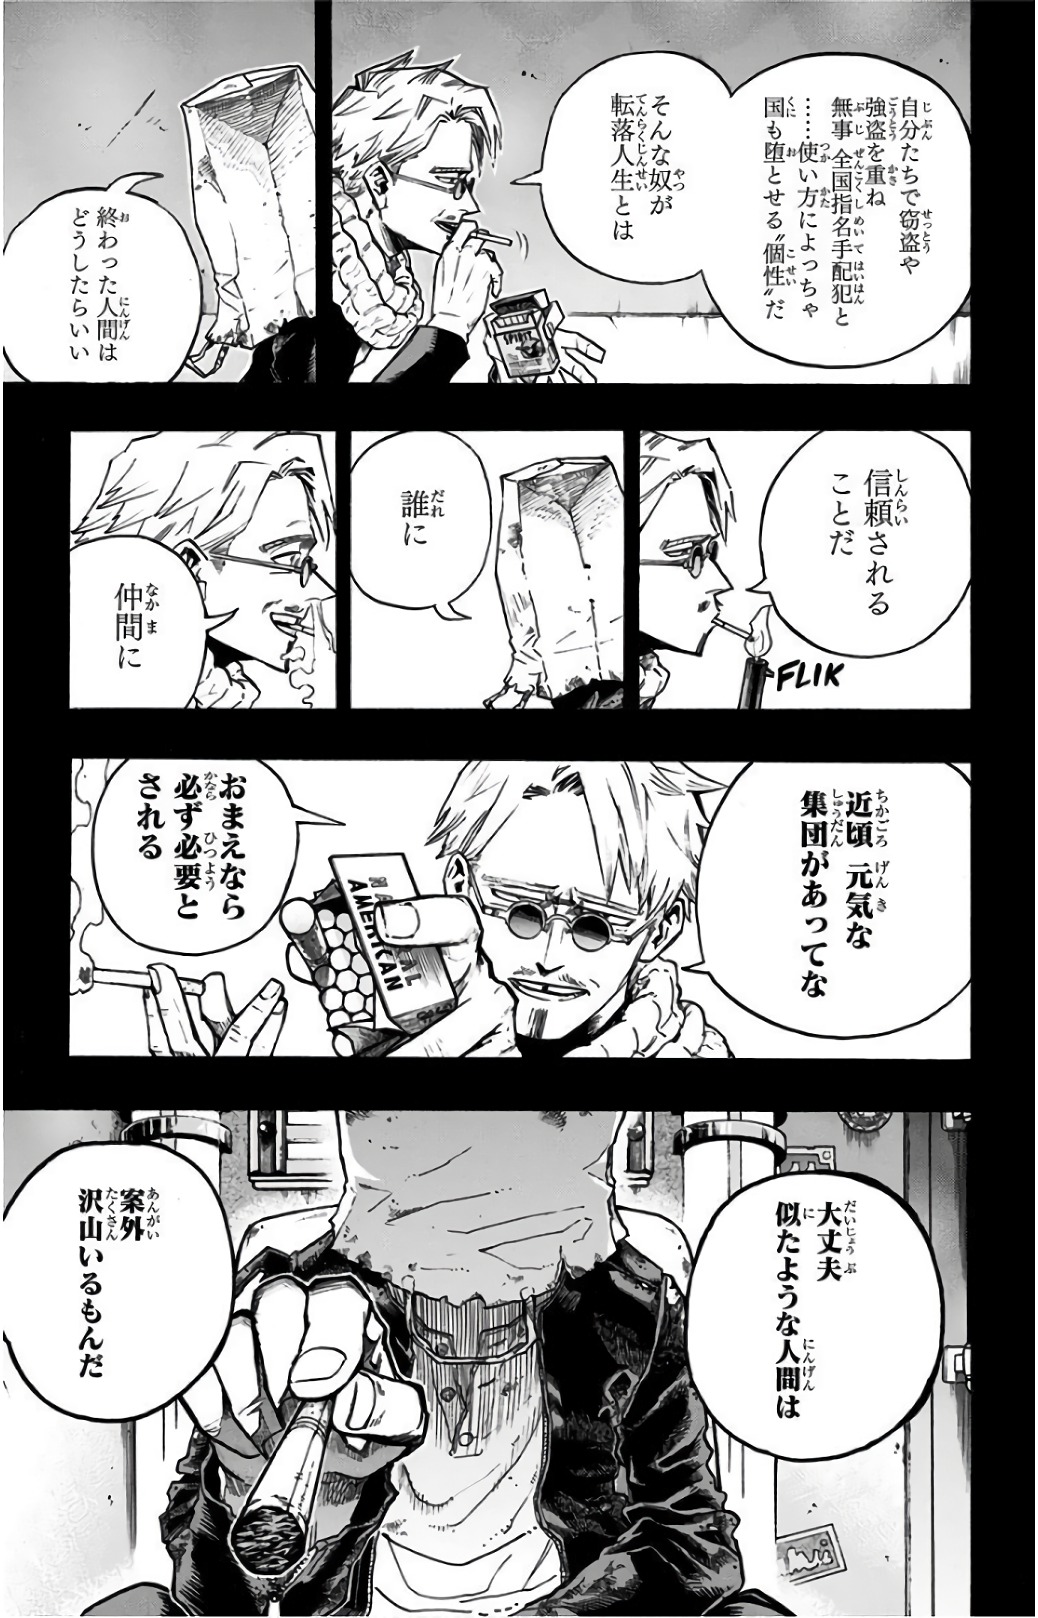 自分たちで窃盗や
強盗を重ね
無事 全国指名手配犯と
……使い方によっちゃ
国も堕とせる〝個性〟だ
そんな奴が
転落人生とは
SPIRIT
終わった人間は
どうしたらいい
信頼される
ことだ
FLIK
誰に
仲間に
近頃 元気な
集団があってな
AMERICAN
おまえなら
必ず必要と
される
大丈夫
似たような人間は
案外
沢山いるもんだ